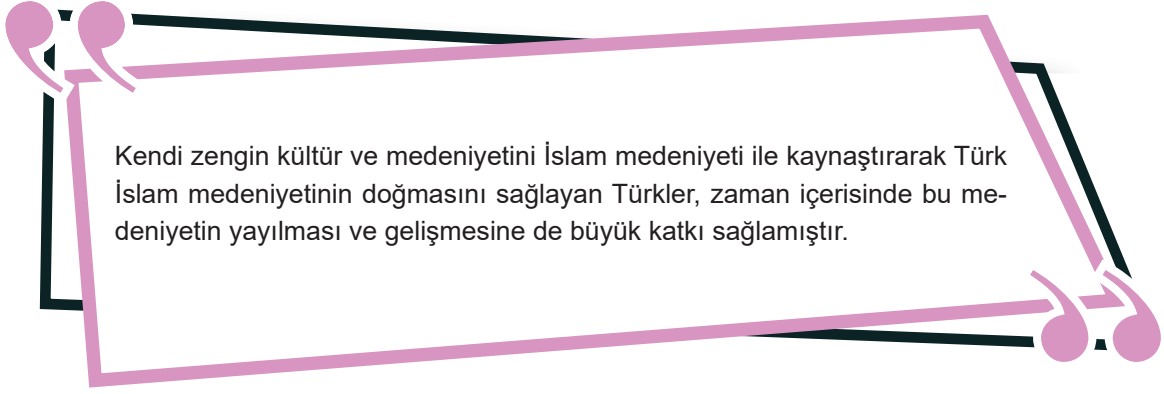 Kendi zengin kültür ve medeniyetini İslam medeniyeti ile kaynaştırarak Türk
İslam medeniyetinin doğmasını sağlayan Türkler, zaman içerisinde bu me-
deniyetin yayılması ve gelişmesine de büyük katkı sağlamıştır.